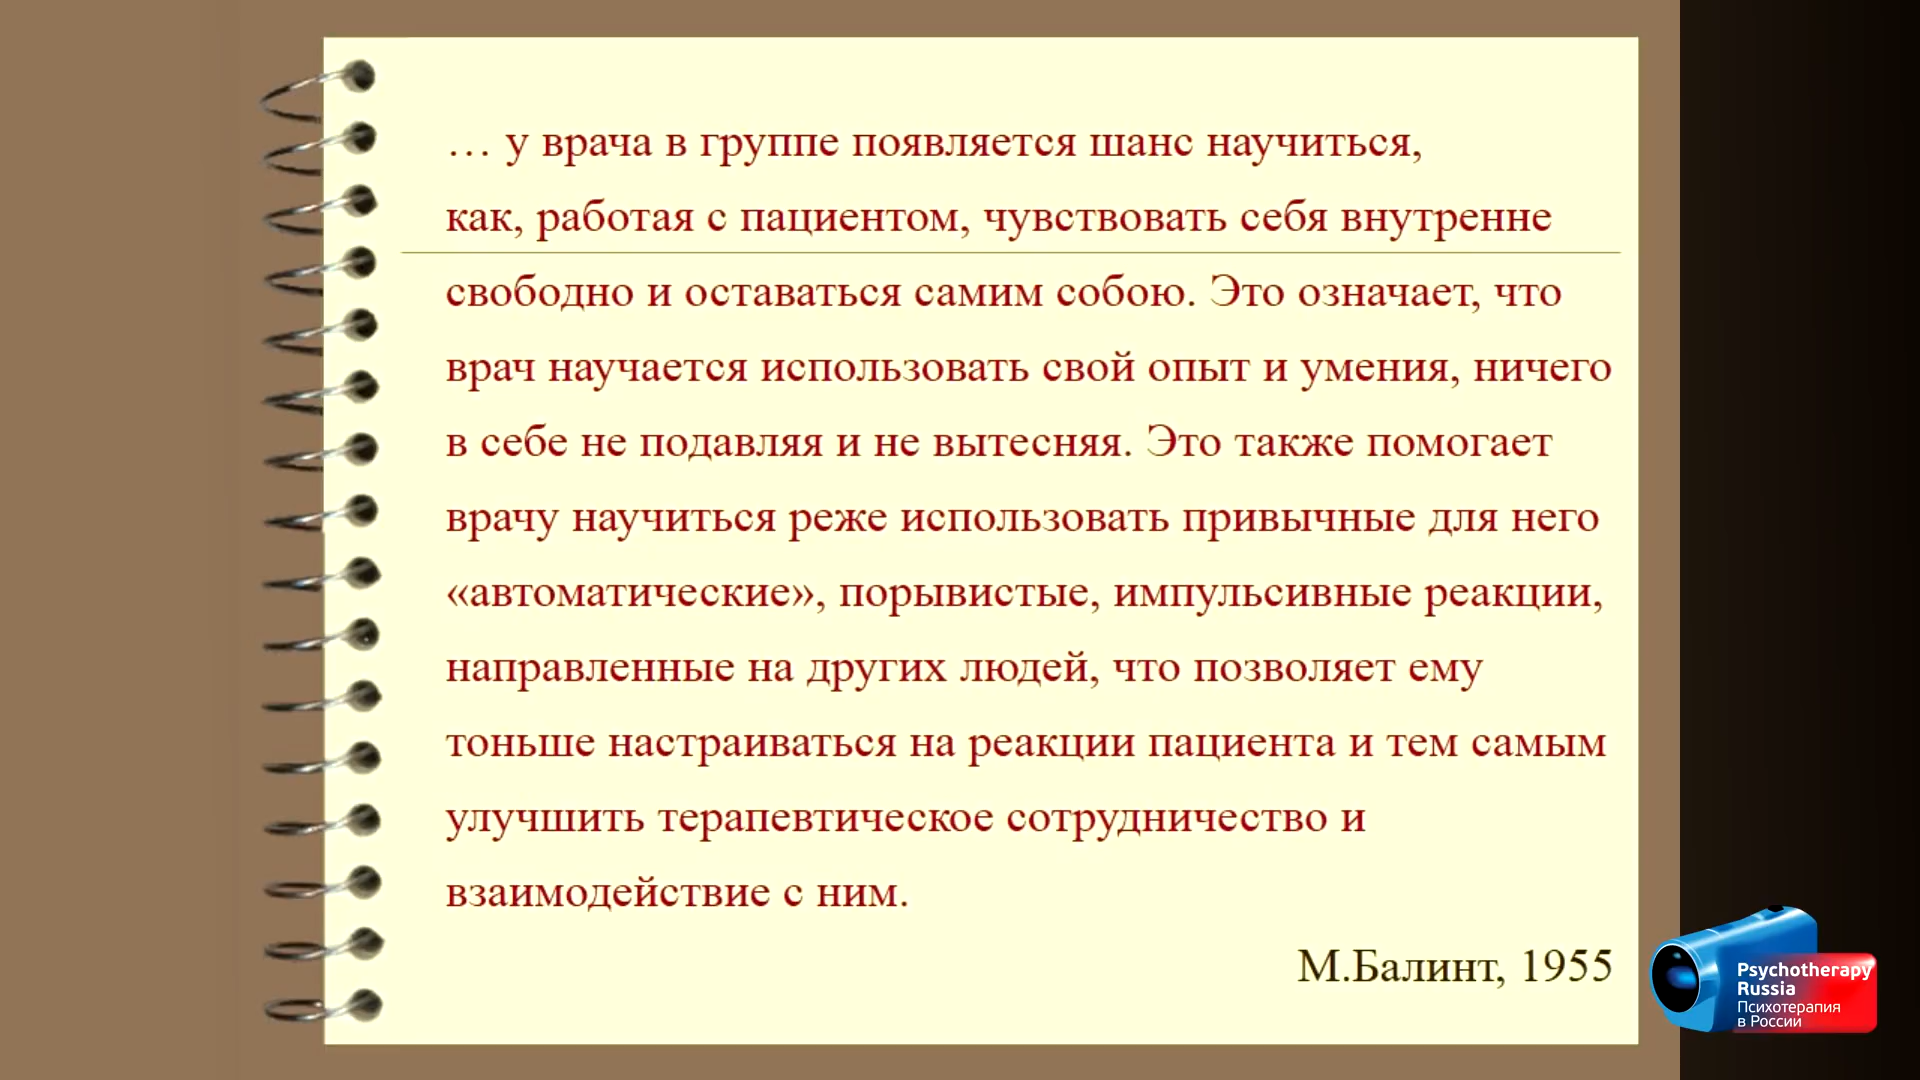 … у врача в группе появляется шанс научиться,
как, работая с пациентом, чувствовать себя внутренне
свободно и оставаться самим собою. Это означает, что
врач научается использовать свой опыт и умения, ничего
в себе не подавляя и не вытесняя. Это также помогает
врачу научиться реже использовать привычные для него
«автоматические», порывистые, импульсивные реакции,
направленные на других людей, что позволяет ему
тоньше настраиваться на реакции пациента и тем самым
улучшить терапевтическое сотрудничество и
взаимодействие с ним.
М.Балинт, 1955
Psychotherapy
Russia
Психотерапия
в России